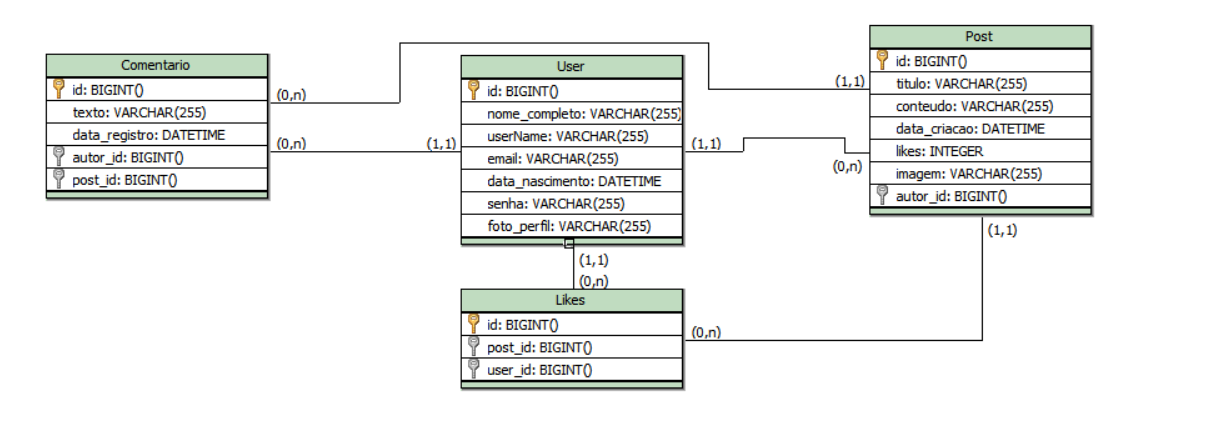 Comentario
id: BIGINT()
texto: VARCHAR(255)
data_registro: DATETIME
autor_id: BIGINT()
post_id: BIGINT()
(0,n)
(0,n)
(1,1)
User
id: BIGINT()
nome_completo: VARCHAR(255)
userName: VARCHAR(255)
email: VARCHAR(255)
data_nascimento: DATETIME
senha: VARCHAR(255)
foto_perfil: VARCHAR(255)
(1,1)
(1,1)
(0,n)
Post
id: BIGINT()
titulo: VARCHAR(255)
conteudo: VARCHAR(255)
data_criacao: DATETIME
likes: INTEGER
imagem: VARCHAR(255)
autor_id: BIGINT()
(1,1)
(1,1)
(0,n)
Likes
id: BIGINT()
post_id: BIGINT()
user_id: BIGINT()
(0,n)